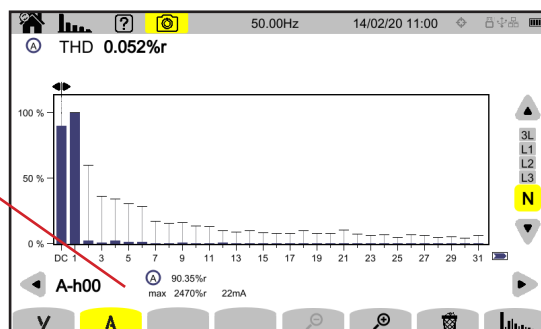 ? 50.00Hz 14/02/20 11:00
A THD 0.052%r
100 %
50 %
0 %
DC 1 3 5 7 9 11 13 15 17 19 21 23 25 27 29 31
3L
L1
L2
L3
N
A-h00
A 90.35%r
max 2470%r 22mA
V A